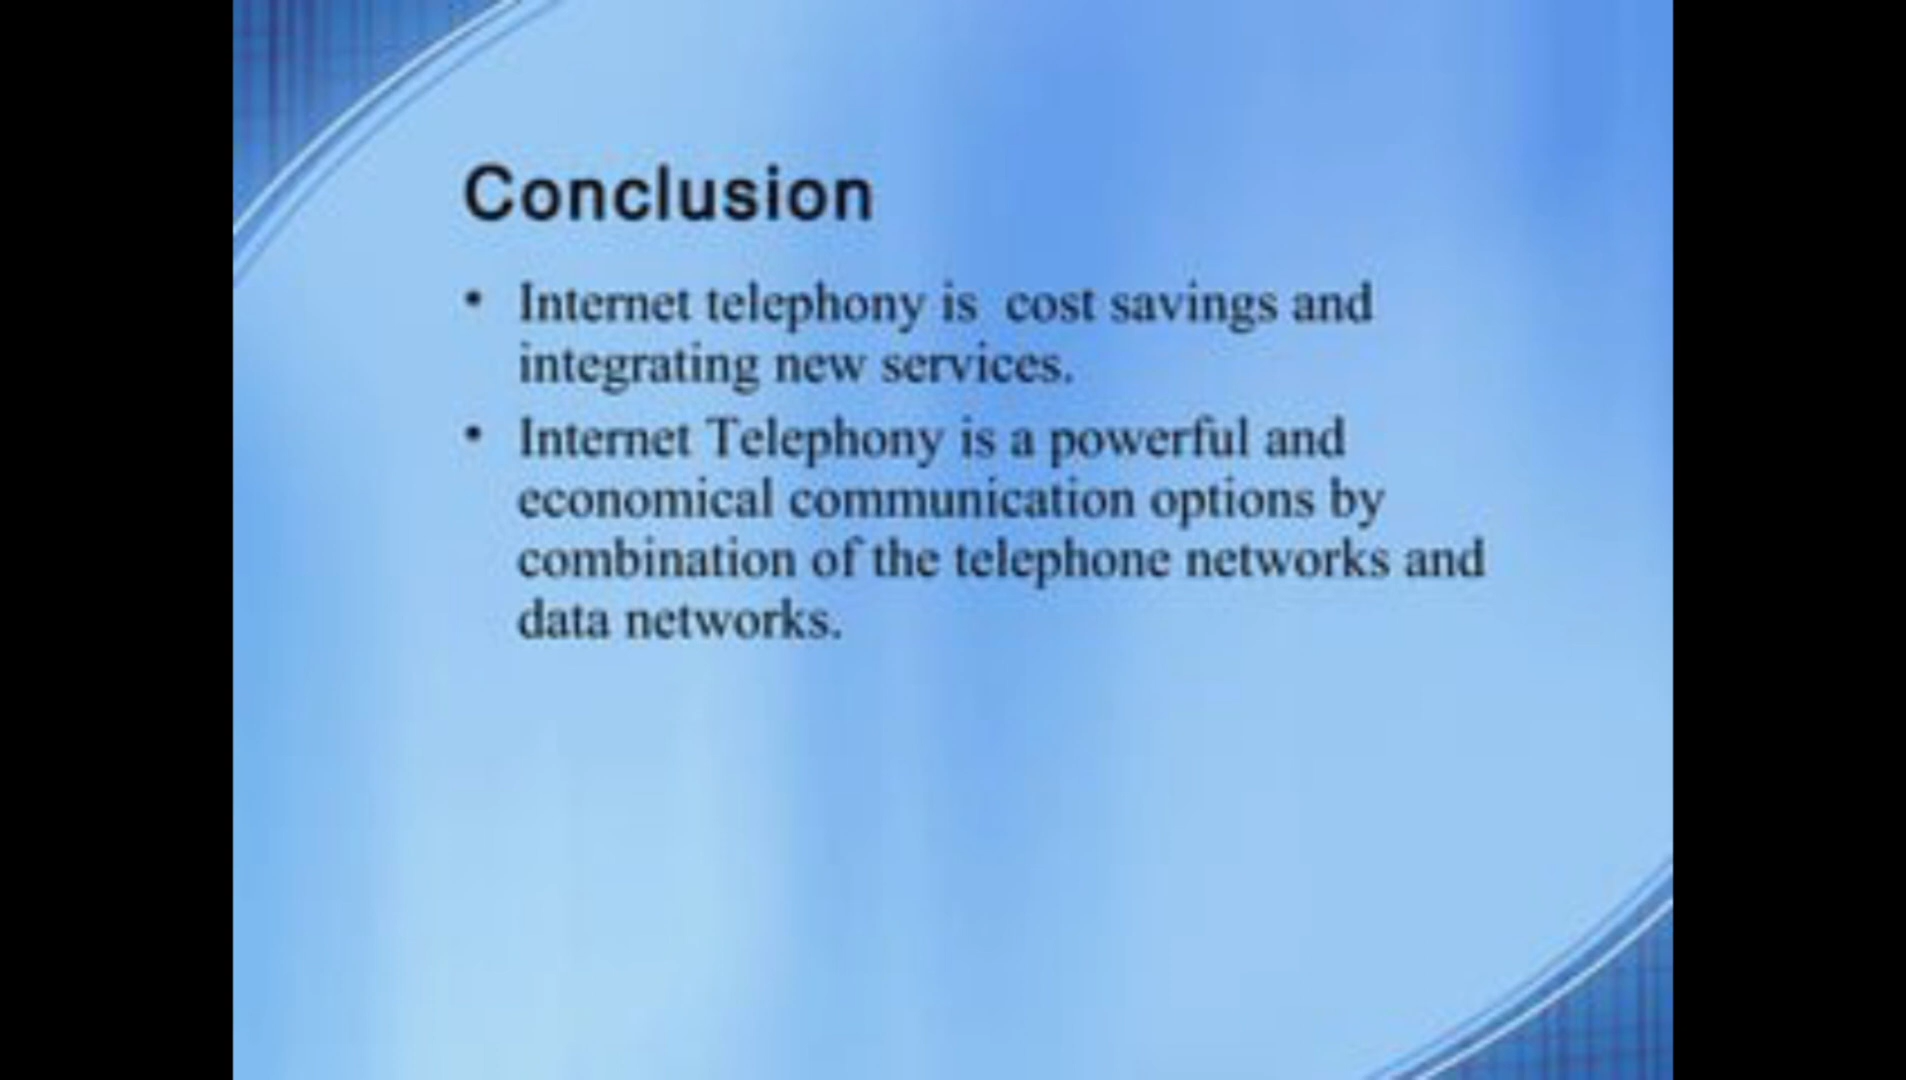 Conclusion
• Internet telephony is  cost savings and
integrating new services.
• Internet Telephony is a powerful and
economical communication options by
combination of the telephone networks and
data networks.